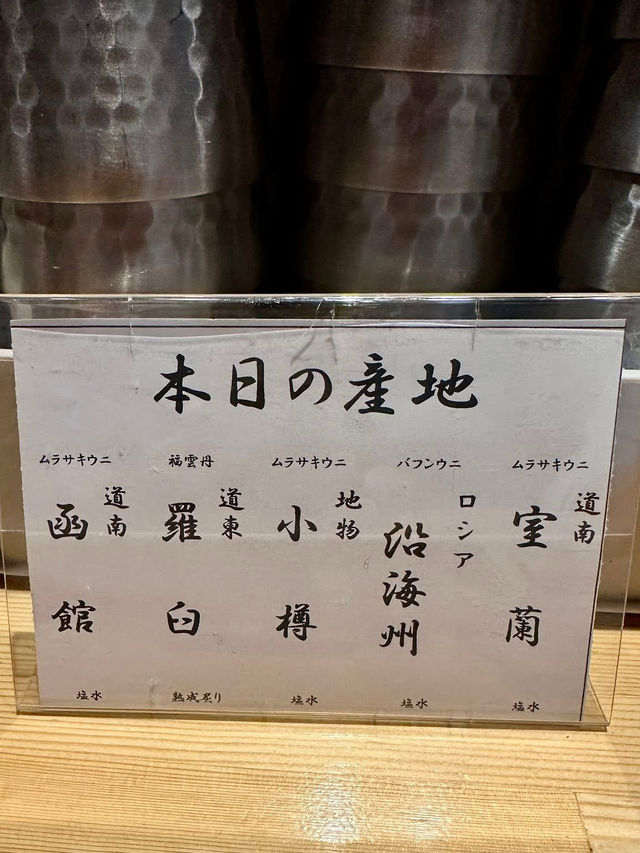 本日の産地
ムラサキウニ
道南
室蘭
塩水
バフンウニ
ロシア
沿海州
塩水
ムラサキウニ
地物
小樽
塩水
福雲丹
道東
羅臼
熟成炙り
ムラサキウニ
道南
函館
塩水